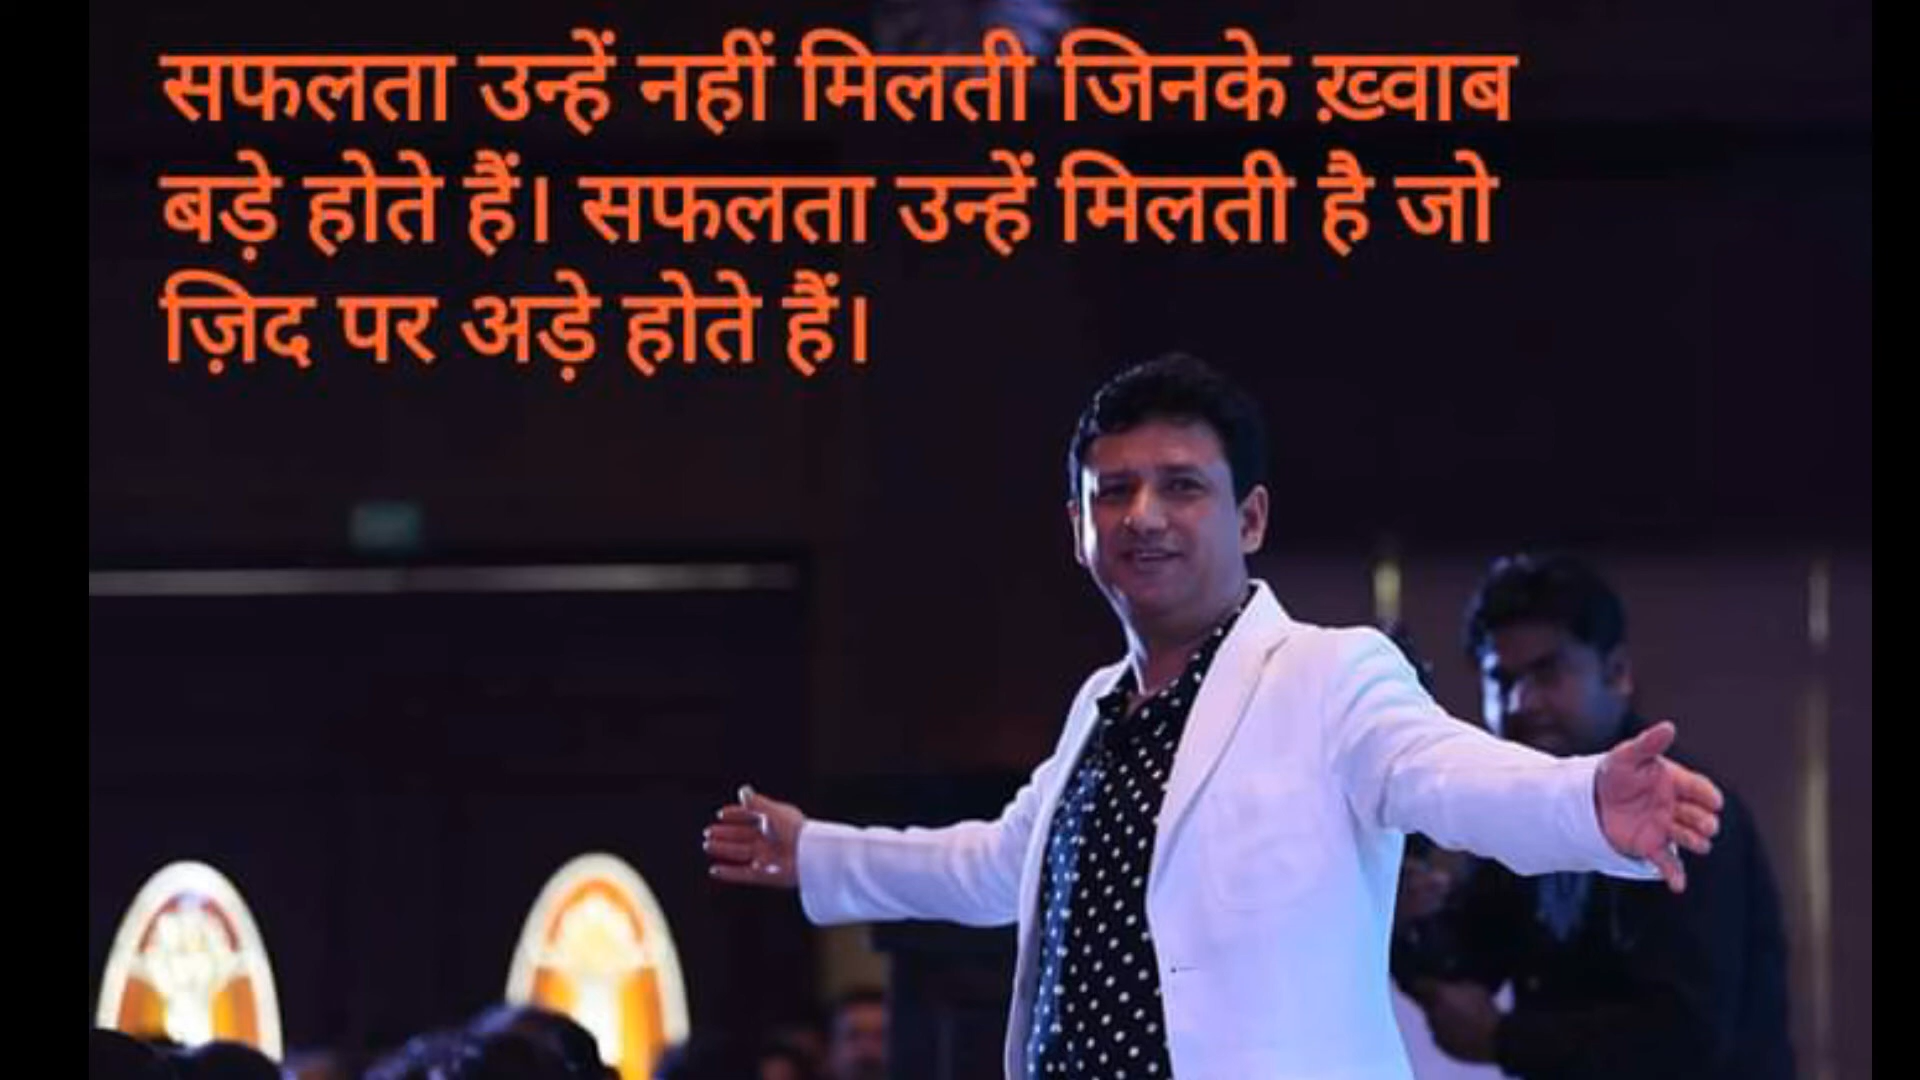 सफलता उन्हें नहीं मिलती जिनके ख़्वाब
बड़े होते हैं। सफलता उन्हें मिलती है जो
ज़िद पर अड़े होते हैं।